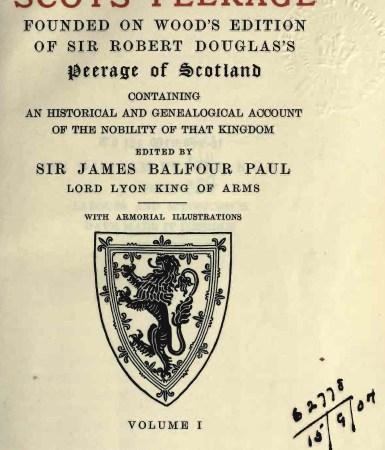 SCOTS PEERAGE
FOUNDED ON WOOD'S EDITION
OF SIR ROBERT DOUGLAS'S
Peerage of Scotland
CONTAINING
AN HISTORICAL AND GENEALOGICAL ACCOUNT
OF THE NOBILITY OF THAT KINGDOM
EDITED BY
SIR JAMES BALFOUR PAUL
LORD LYON KING OF ARMS
WITH ARMORIAL ILLUSTRATIONS
VOLUME I
62778
15/9/04